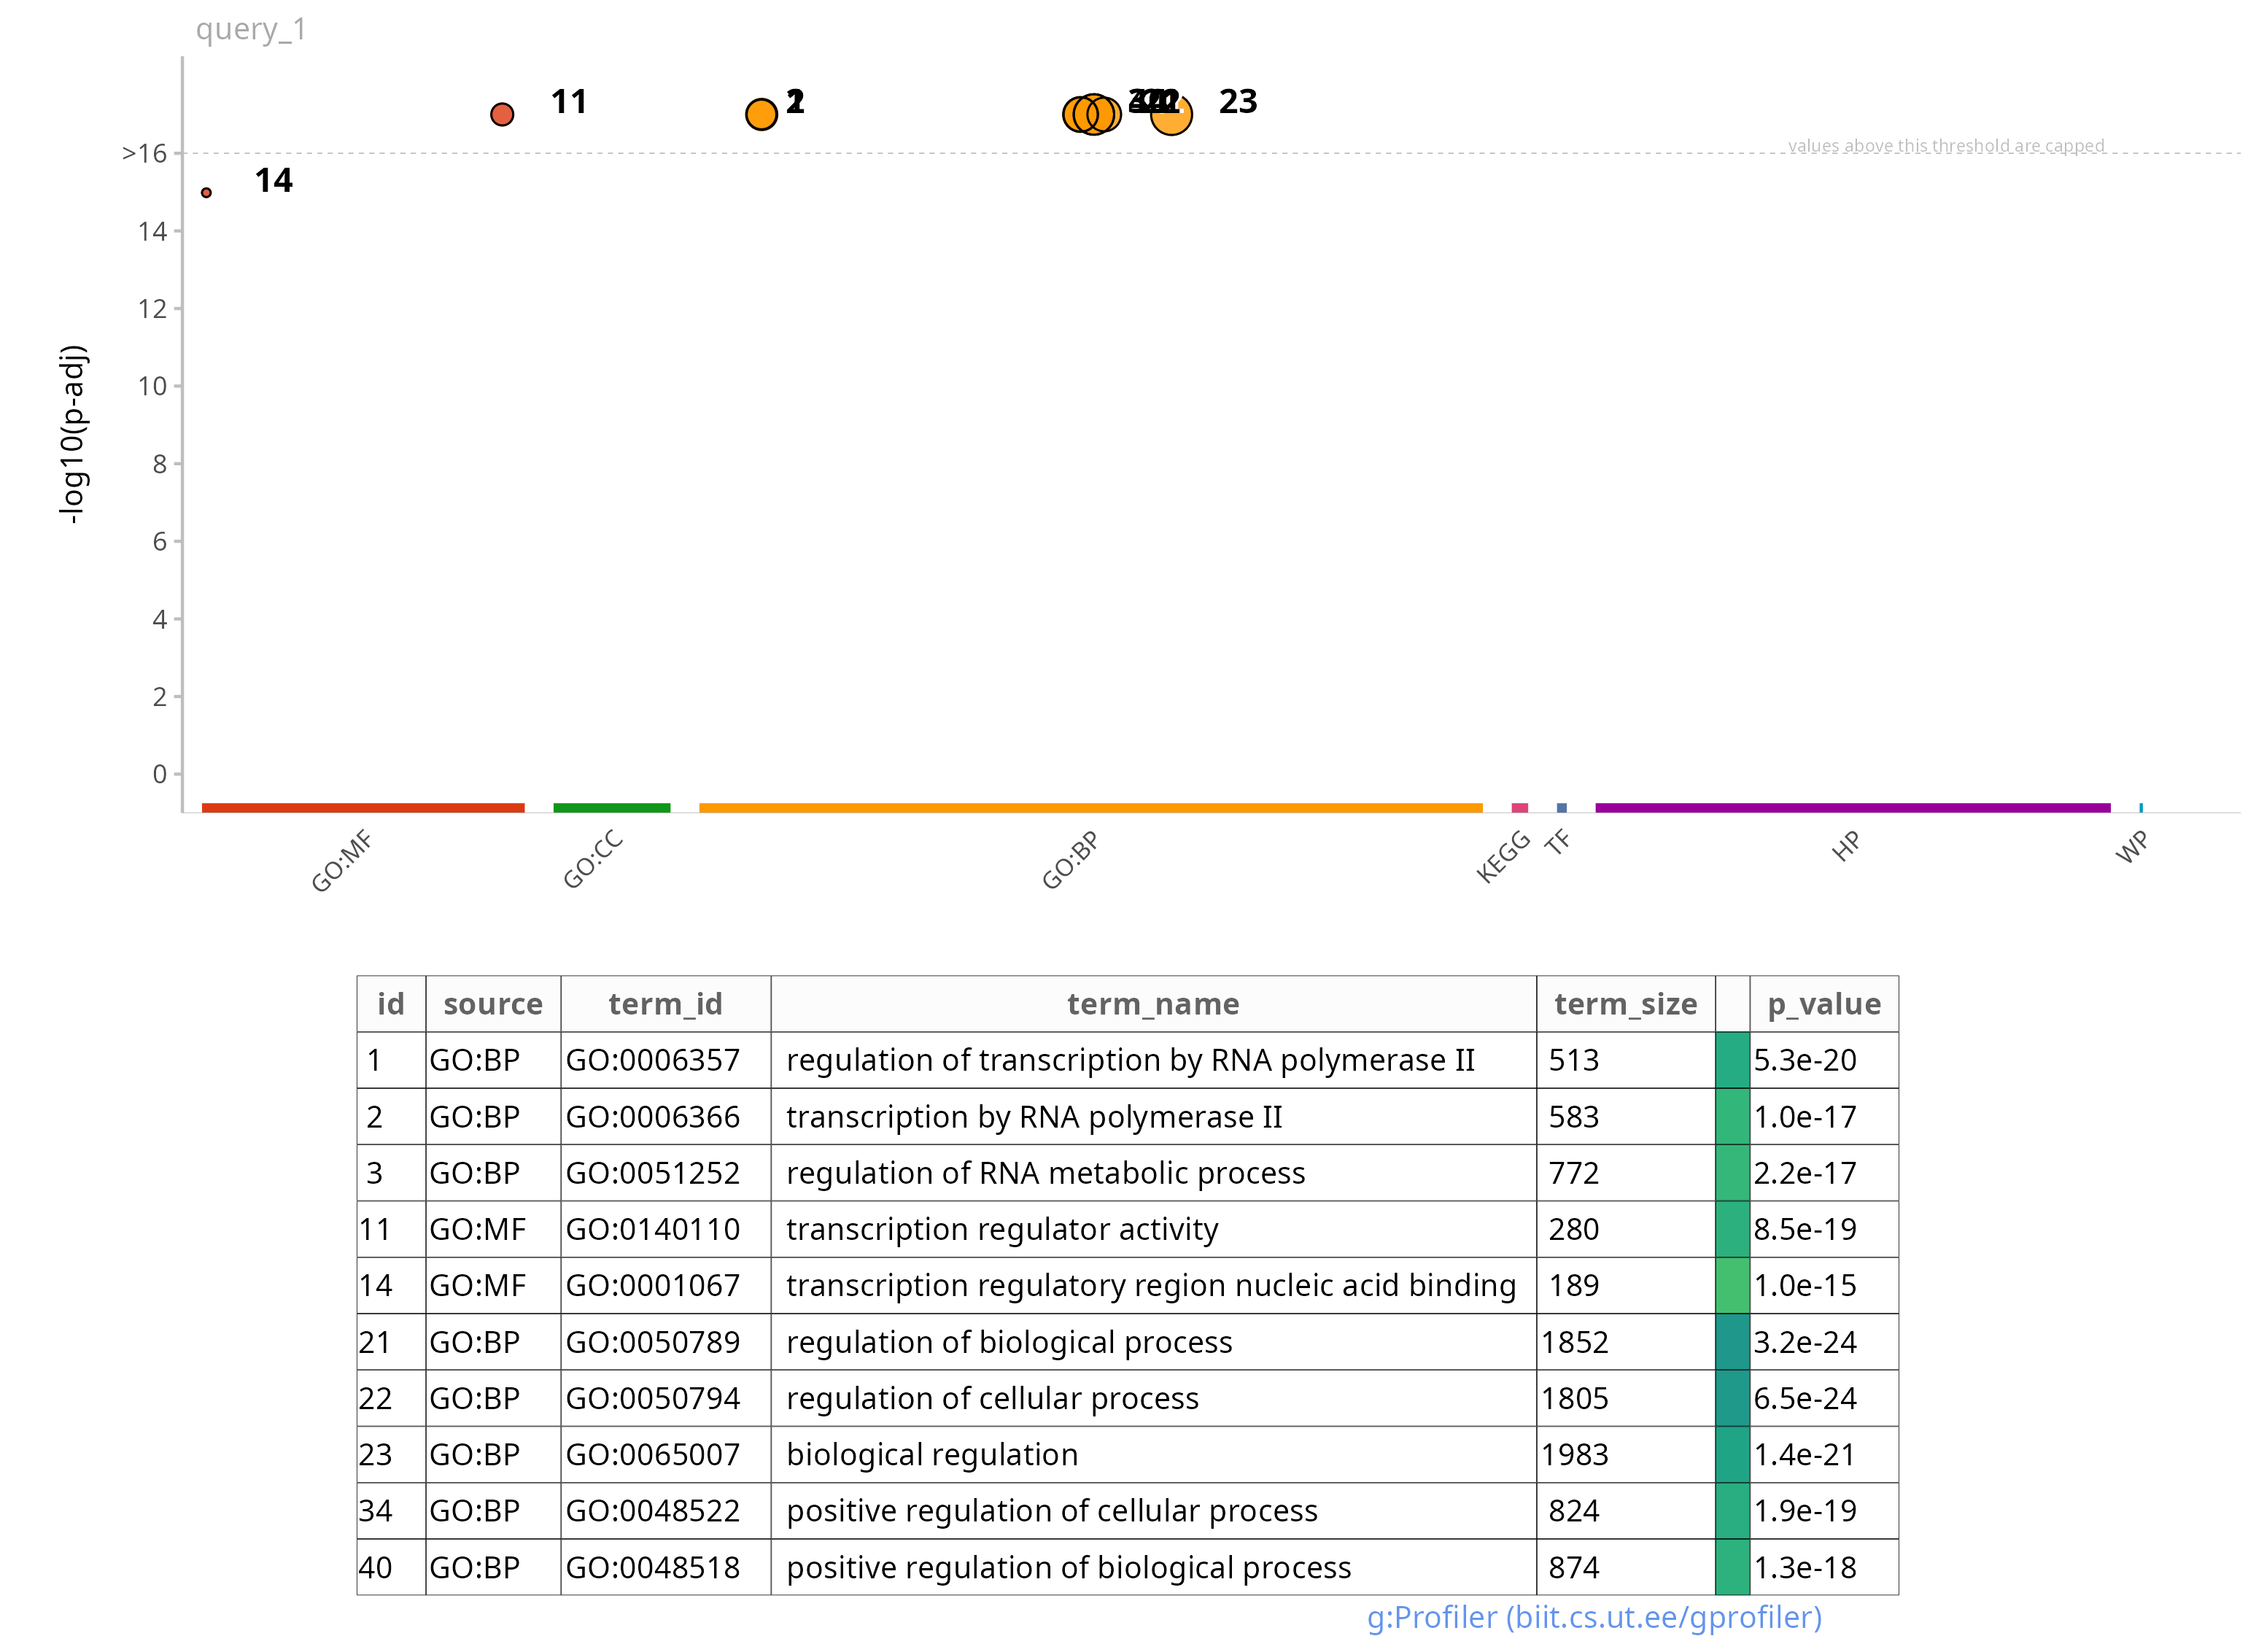 query_1
11
23
>16
values above this threshold are capped
14
14
12
10
-log10(p-adj)
8
6
4
2
0
GO:MF
GO:CC
GO:BP
KEGG
TF
HP
WP
id source term_id term_name term_size p_value
1 GO:BP GO:0006357 regulation of transcription by RNA polymerase II 513 5.3e-20
2 GO:BP GO:0006366 transcription by RNA polymerase II 583 1.0e-17
3 GO:BP GO:0051252 regulation of RNA metabolic process 772 2.2e-17
11 GO:MF GO:0140110 transcription regulator activity 280 8.5e-19
14 GO:MF GO:0001067 transcription regulatory region nucleic acid binding 189 1.0e-15
21 GO:BP GO:0050789 regulation of biological process 1852 3.2e-24
22 GO:BP GO:0050794 regulation of cellular process 1805 6.5e-24
23 GO:BP GO:0065007 biological regulation 1983 1.4e-21
34 GO:BP GO:0048522 positive regulation of cellular process 824 1.9e-19
40 GO:BP GO:0048518 positive regulation of biological process 874 1.3e-18
g:Profiler (biit.cs.ut.ee/gprofiler)